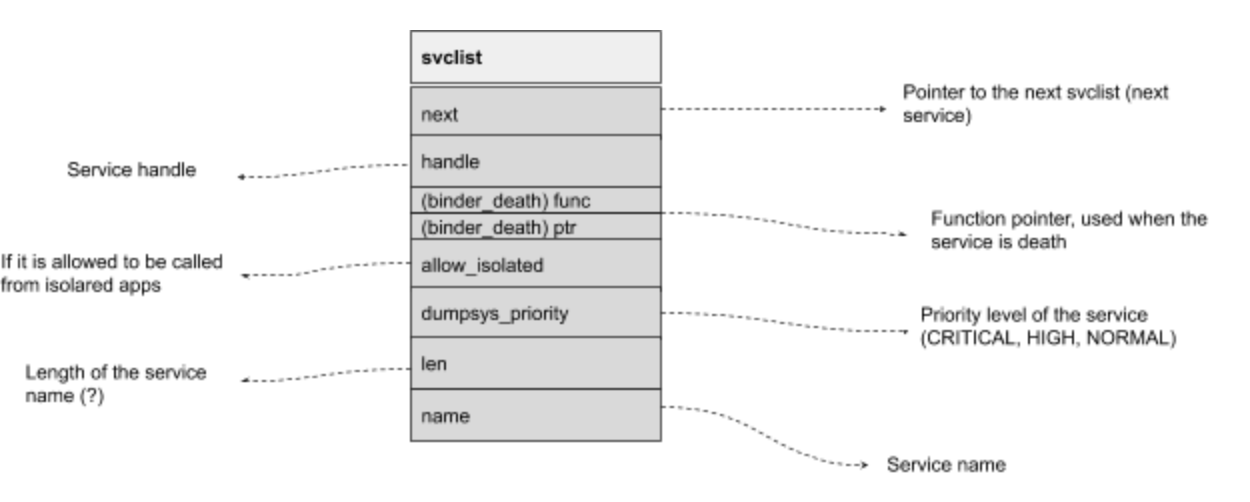 svclist
next
Pointer to the next svclist (next
service)
handle
Service handle
(binder_death) func
(binder_death) ptr
Function pointer, used when the
service is death
allow_isolated
If it is allowed to be called
from isolared apps
dumpsys_priority
Priority level of the service
(CRITICAL, HIGH, NORMAL)
len
Length of the service
name (?)
name
Service name